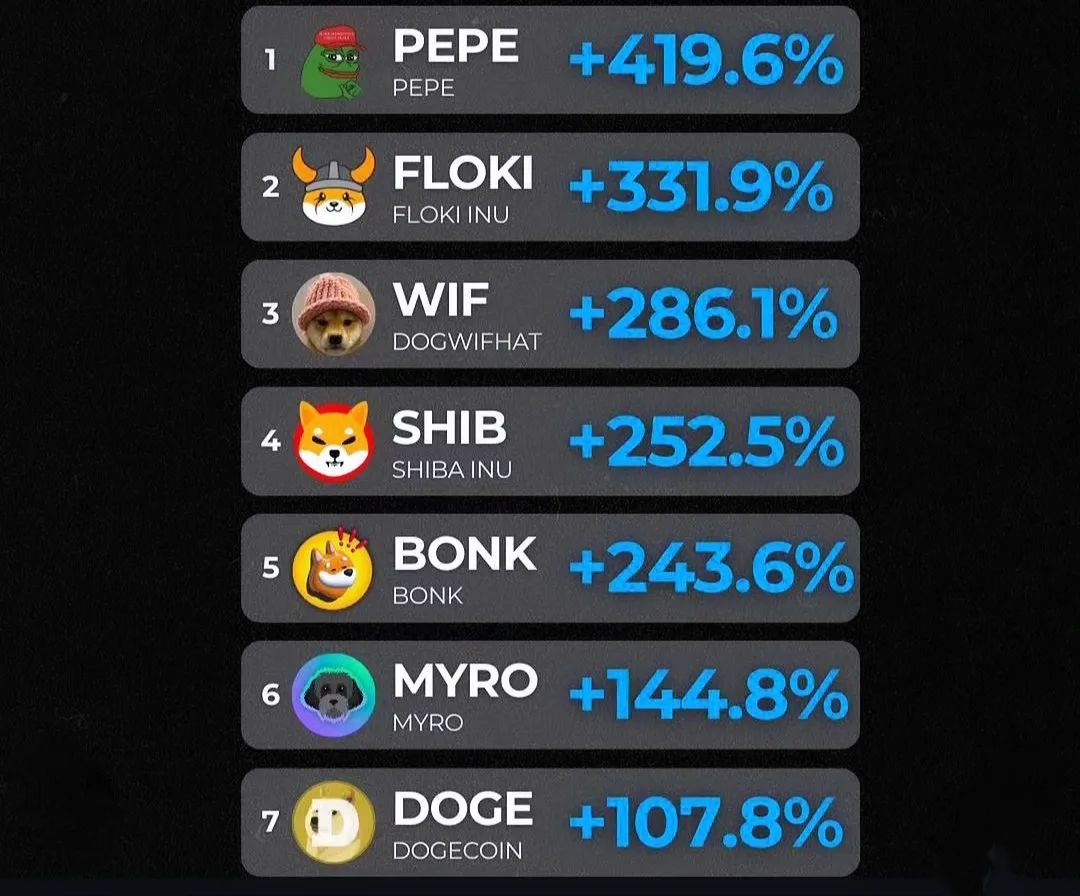 1
PEPE
PEPE
+419.6%
2
FLOKI
FLOKI INU
+331.9%
3
WIF
DOGWIFHAT
+286.1%
4
SHIB
SHIBA INU
+252.5%
5
BONK
BONK
+243.6%
6
MYRO
MYRO
+144.8%
7
D
DOGE
DOGECOIN
+107.8%